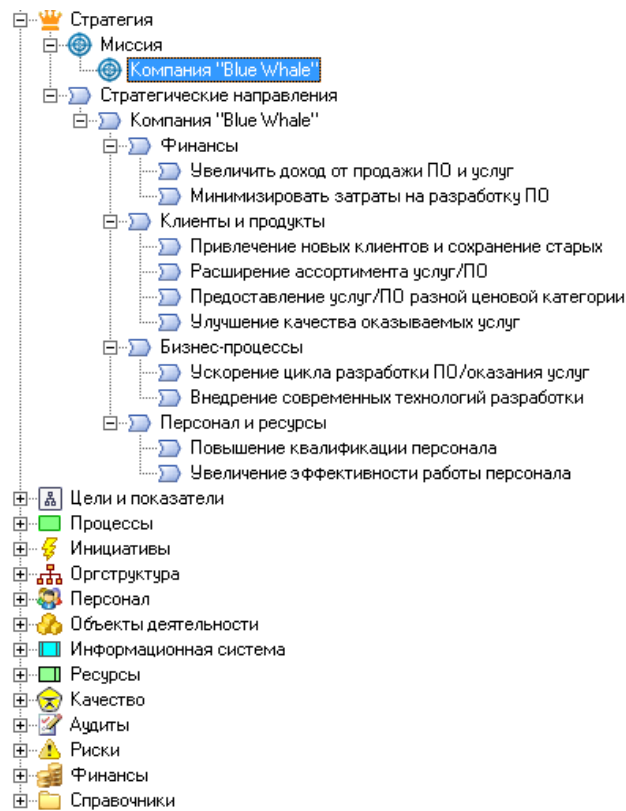 Стратегия
Миссия
Компания "Blue Whale"
Стратегические направления
Компания "Blue Whale"
Финансы
Увеличить доход от продажи ПО и услуг
Минимизировать затраты на разработку ПО
Клиенты и продукты
Привлечение новых клиентов и сохранение старых
Расширение ассортимента услуг/ПО
Предоставление услуг/ПО разной ценовой категории
Улучшение качества оказываемых услуг
Бизнес-процессы
Ускорение цикла разработки ПО/оказания услуг
Внедрение современных технологий разработки
Персонал и ресурсы
Повышение квалификации персонала
Увеличение эффективности работы персонала
Цели и показатели
Процессы
Инициативы
Оргструктура
Персонал
Объекты деятельности
Информационная система
Ресурсы
Качество
Аудиты
Риски
Финансы
Справочники